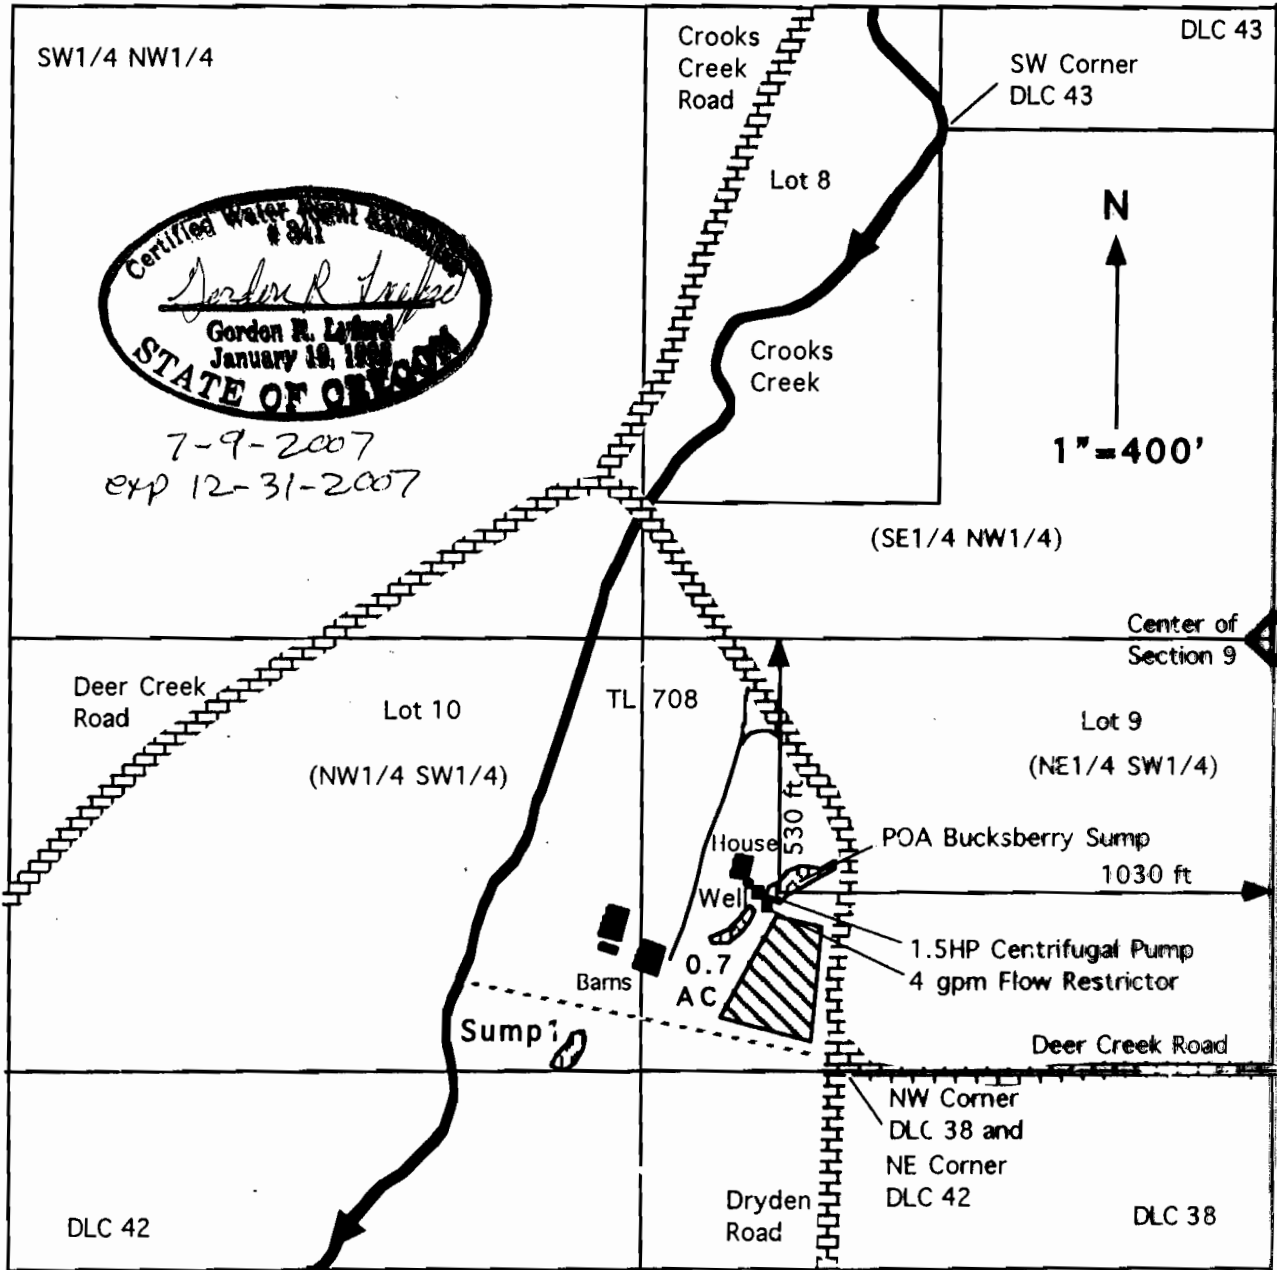 SW1/4 NW1/4
Crooks
Creek
Road
DLC 43
SW Corner
DLC 43
Lot 8
N
1"=400'
Certified Water Right
# 341
Gordon R.
Gordon R.
January 19,
STATE OF OREGON
7-9-2007
exp 12-31-2007
Crooks
Creek
(SE1/4 NW1/4)
Center of
Section 9
Deer Creek
Road
Lot 10
TL 708
Lot 9
(NW1/4 SW1/4)
(NE1/4 SW1/4)
530 ft
House
POA Bucksberry Sump
1030 ft
Well
1.5HP Centrifugal Pump
4 gpm Flow Restrictor
0.7
AC
Barns
Sump1
Deer Creek Road
NW Corner
DLC 38 and
NE Corner
DLC 42
Dryden
Road
DLC 42
DLC 38